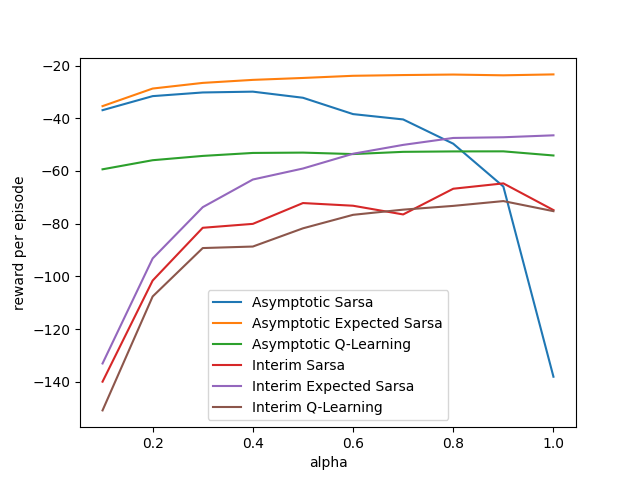 −20
−40
−60
−80
−100
−120
−140
reward per episode
Asymptotic Sarsa
Asymptotic Expected Sarsa
Asymptotic Q-Learning
Interim Sarsa
Interim Expected Sarsa
Interim Q-Learning
0.2 0.4 0.6 0.8 1.0
alpha